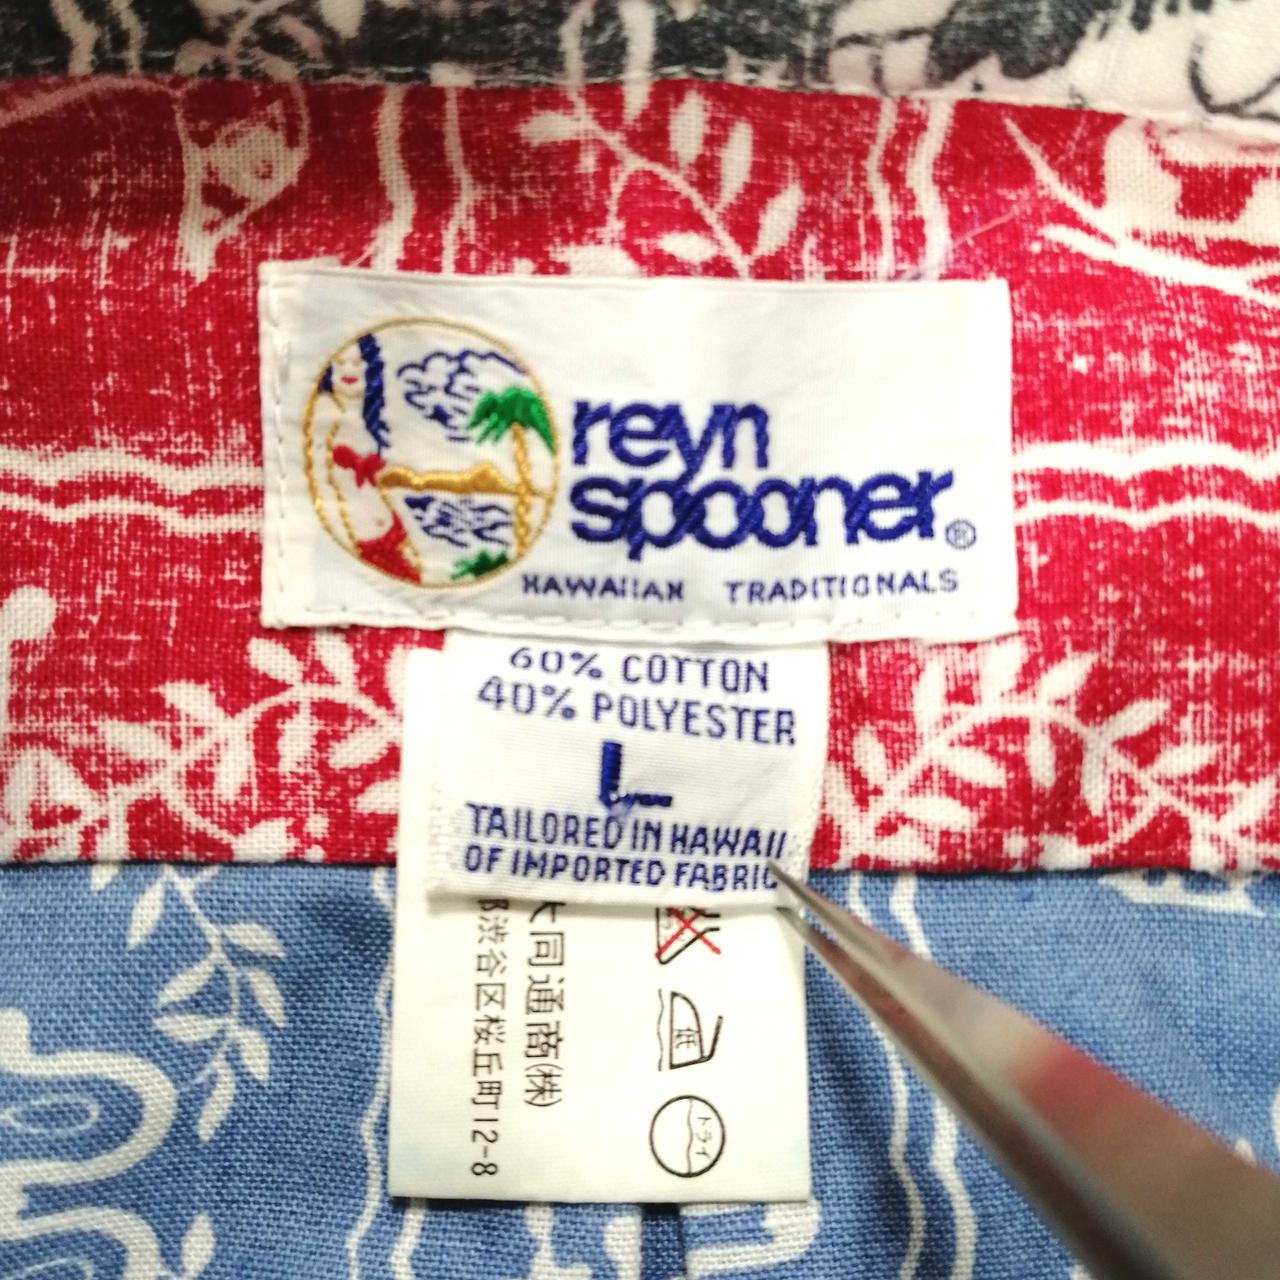 reyn
spooner®
HAWAIIAN TRADITIONALS
60% COTTON
40% POLYESTER
L
TAILORED IN HAWAII
OF IMPORTED FABRIC
大同通商(株)
渋谷区桜丘町12-8
低
ドライ